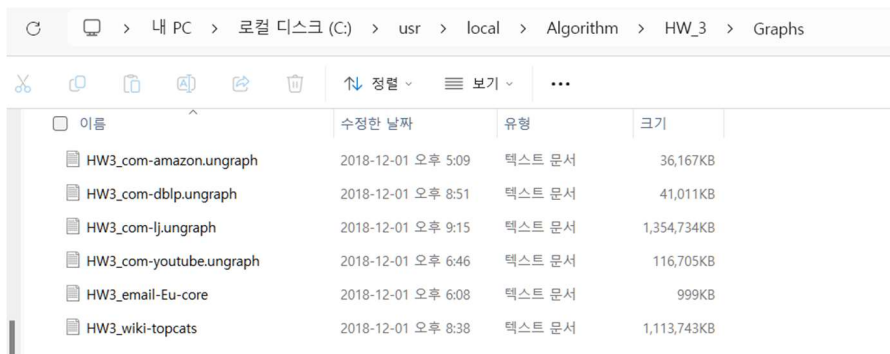 내 PC > 로컬 디스크 (C:) > usr > local > Algorithm > HW_3 > Graphs
정렬 보기 ...
이름 수정한 날짜 유형 크기
HW3_com-amazon.ungraph 2018-12-01 오후 5:09 텍스트 문서 36,167KB
HW3_com-dblp.ungraph 2018-12-01 오후 8:51 텍스트 문서 41,011KB
HW3_com-lj.ungraph 2018-12-01 오후 9:15 텍스트 문서 1,354,734KB
HW3_com-youtube.ungraph 2018-12-01 오후 6:46 텍스트 문서 116,705KB
HW3_email-Eu-core 2018-12-01 오후 6:08 텍스트 문서 999KB
HW3_wiki-topcats 2018-12-01 오후 8:38 텍스트 문서 1,113,743KB